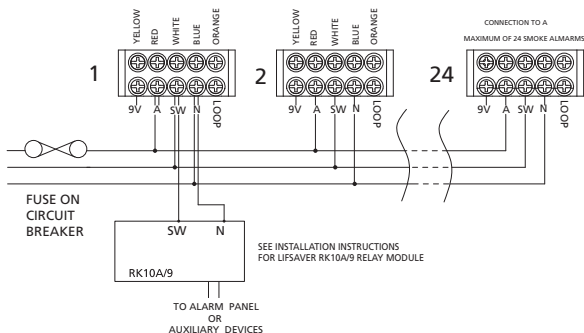 YELLOW
RED
WHITE
BLUE
ORANGE
1
9V
A
SW
N
LOOP
YELLOW
RED
WHITE
BLUE
ORANGE
2
9V
A
SW
N
LOOP
CONNECTION TO A
MAXIMUM OF 24 SMOKE ALMARMS
24
9V
A
SW
N
LOOP
FUSE ON
CIRCUIT
BREAKER
SW N
RK10A/9
SEE INSTALLATION INSTRUCTIONS
FOR LIFSAVER RK10A/9 RELAY MODULE
TO ALARM PANEL
OR
AUXILIARY DEVICES